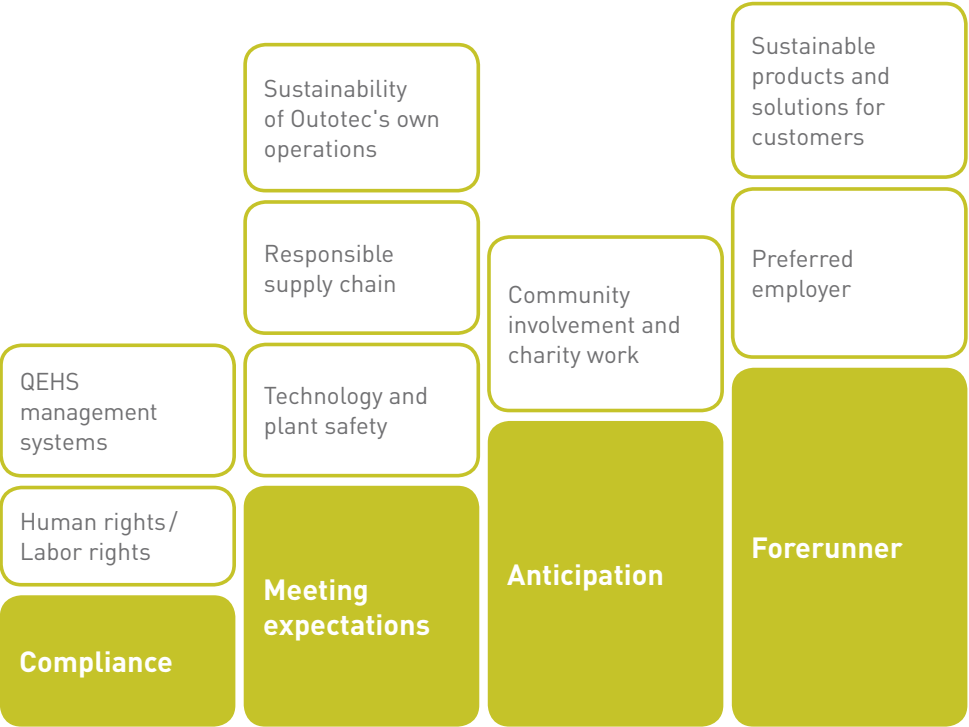 QEHS
management
systems
Human rights/
Labor rights
Compliance
Sustainability
of Outotec's own
operations
Responsible
supply chain
Technology and
plant safety
Meeting
expectations
Community
involvement and
charity work
Anticipation
Sustainable
products and
solutions for
customers
Preferred
employer
Forerunner